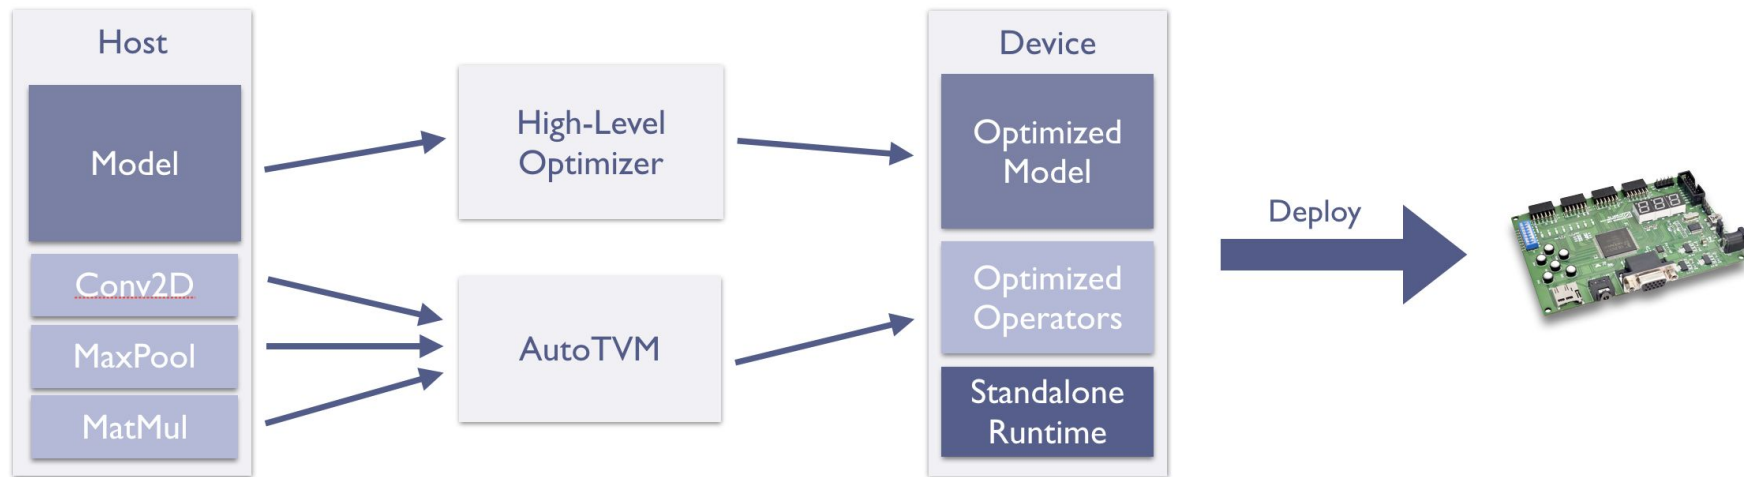 Host
Model
Conv2D
MaxPool
MatMul
High-Level
Optimizer
AutoTVM
Device
Optimized
Model
Optimized
Operators
Standalone
Runtime
Deploy